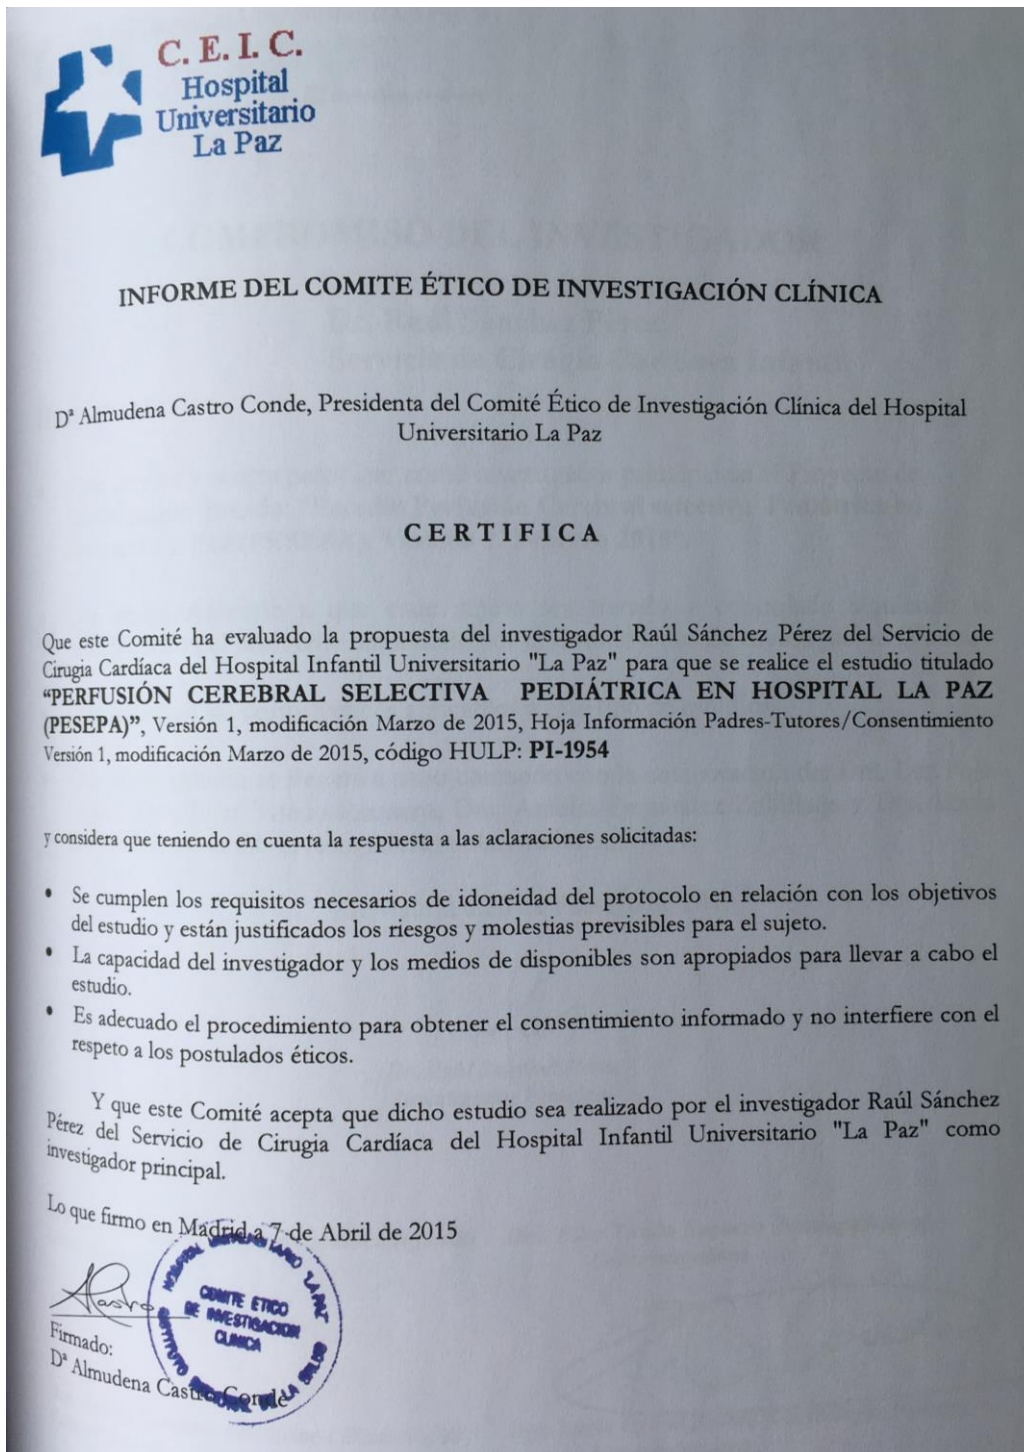 C. E. I. C.
Hospital
Universitario
La Paz
INFORME DEL COMITE ÉTICO DE INVESTIGACIÓN CLÍNICA
Dª Almudena Castro Conde, Presidenta del Comité Ético de Investigación Clínica del Hospital
Universitario La Paz
CERTIFICA
Que este Comité ha evaluado la propuesta del investigador Raúl Sánchez Pérez del Servicio de
Cirugia Cardíaca del Hospital Infantil Universitario "La Paz" para que se realice el estudio titulado
“PERFUSIÓN CEREBRAL SELECTIVA PEDIÁTRICA EN HOSPITAL LA PAZ
(PESEPA)”, Versión 1, modificación Marzo de 2015, Hoja Información Padres-Tutores/Consentimiento
Versión 1, modificación Marzo de 2015, código HULP: PI-1954
y considera que teniendo en cuenta la respuesta a las aclaraciones solicitadas:
• Se cumplen los requisitos necesarios de idoneidad del protocolo en relación con los objetivos
del estudio y están justificados los riesgos y molestias previsibles para el sujeto.
• La capacidad del investigador y los medios de disponibles son apropiados para llevar a cabo el
estudio.
• Es adecuado el procedimiento para obtener el consentimiento informado y no interfiere con el
respeto a los postulados éticos.
Y que este Comité acepta que dicho estudio sea realizado por el investigador Raúl Sánchez
Pérez del Servicio de Cirugia Cardíaca del Hospital Infantil Universitario "La Paz" como
investigador principal.
Lo que firmo en Madrid a 7 de Abril de 2015
HOSPITAL UNIVERSITARIO "LA PAZ"
COMITE ETICO
DE INVESTIGACION
CLINICA
Firmado:
Dª Almudena Castro Conde